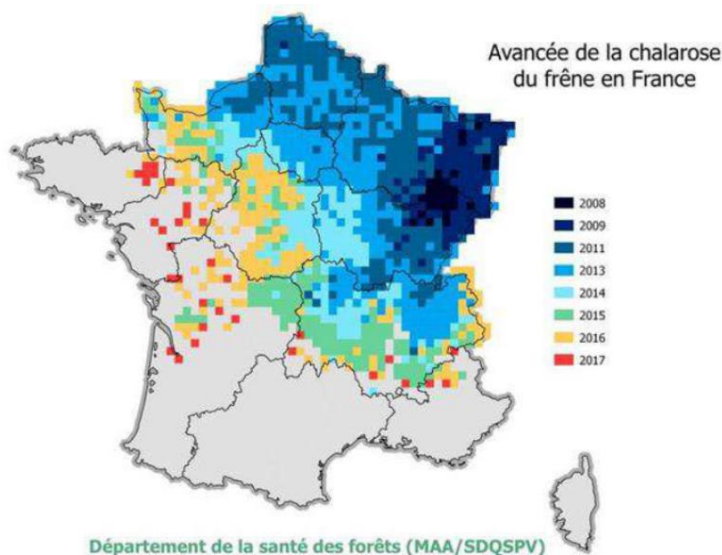 Avancée de la chalarose
du frêne en France
2008
2009
2011
2013
2014
2015
2016
2017
Département de la santé des forêts (MAA/SDQSPV)